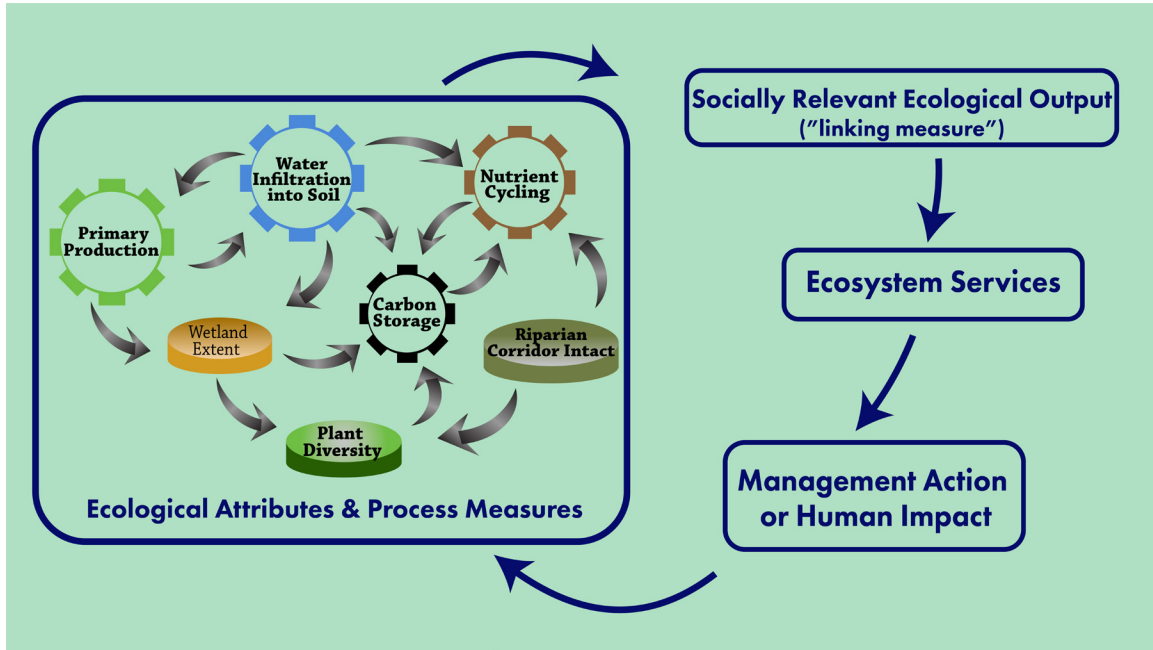 Socially Relevant Ecological Output
("linking measure")
Water
Infiltration
into Soil
Nutrient
Cycling
Primary
Production
Ecosystem Services
Carbon
Storage
Wetland
Extent
Riparian
Corridor Intact
Plant
Diversity
Management Action
or Human Impact
Ecological Attributes & Process Measures